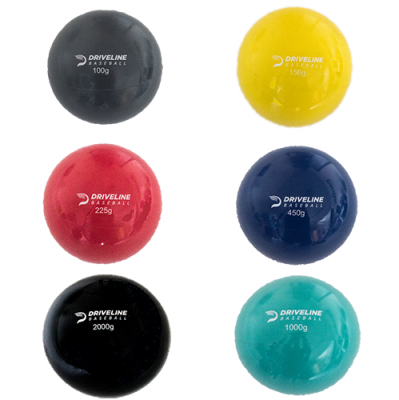 DRIVELINE
BASEBALL
100g
DRIVELINE
BASEBALL
150g
DRIVELINE
BASEBALL
225g
DRIVELINE
BASEBALL
450g
DRIVELINE
BASEBALL
2000g
DRIVELINE
BASEBALL
1000g